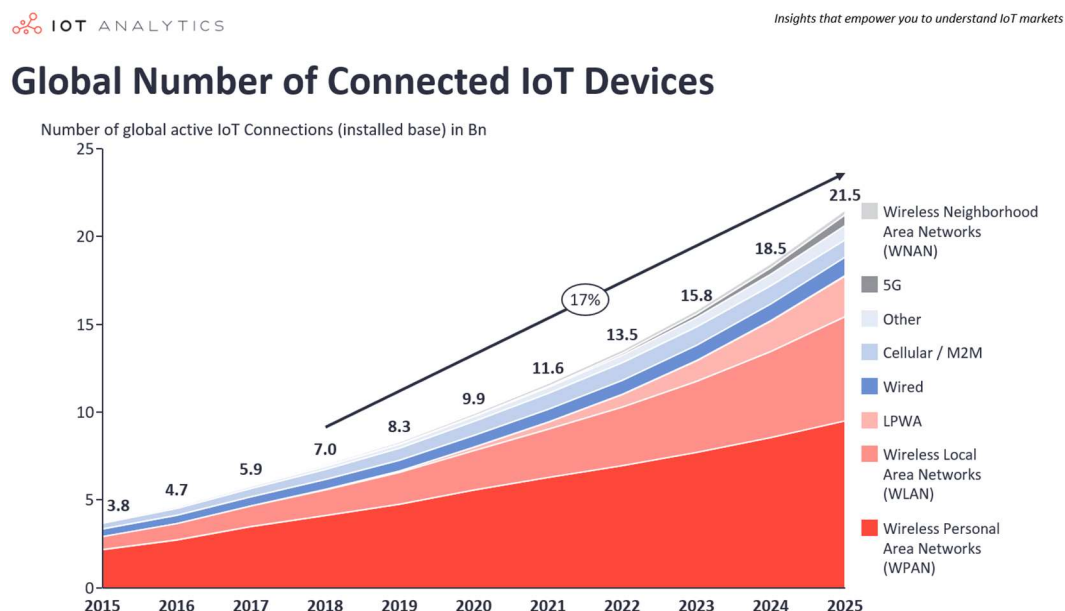 IOT ANALYTICS
Insights that empower you to understand IoT markets
Global Number of Connected IoT Devices
Number of global active IoT Connections (installed base) in Bn
25
20
15
10
5
0
3.8
4.7
5.9
7.0
8.3
9.9
11.6
13.5
15.8
18.5
21.5
17%
2015
2016
2017
2018
2019
2020
2021
2022
2023
2024
2025
Wireless Neighborhood
Area Networks
(WNAN)
5G
Other
Cellular / M2M
Wired
LPWA
Wireless Local
Area Networks
(WLAN)
Wireless Personal
Area Networks
(WPAN)